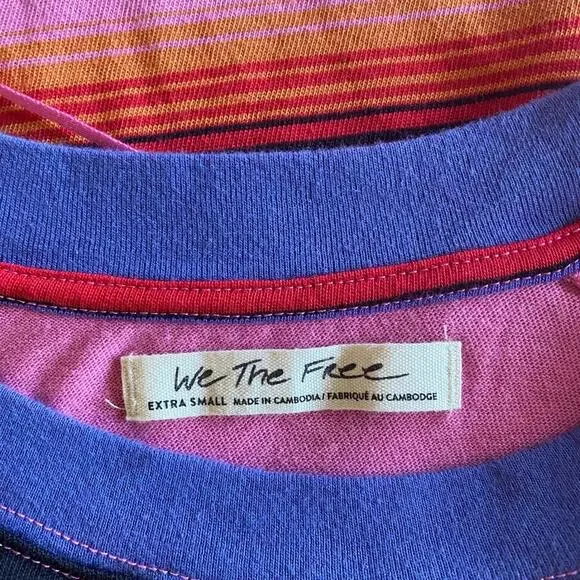 We The Free
EXTRA SMALL MADE IN CAMBODIA / FABRIQUÉ AU CAMBODGE